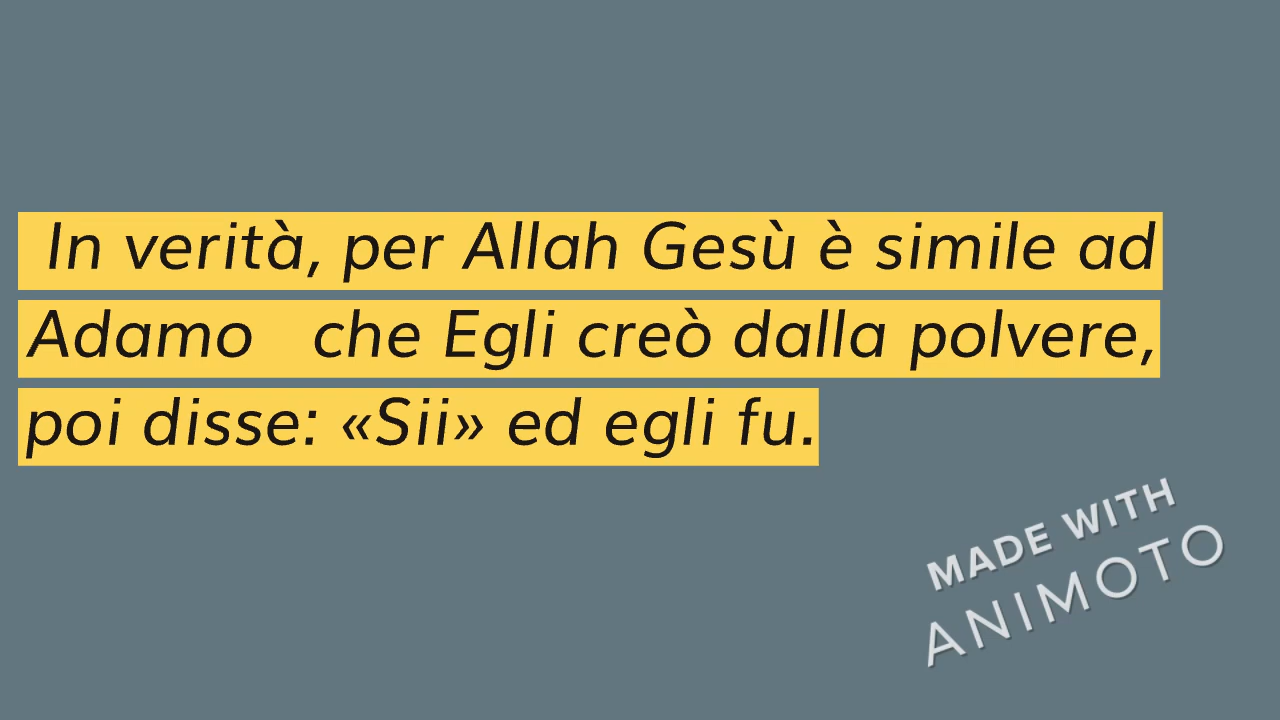 In verità, per Allah Gesù è simile ad
Adamo che Egli creò dalla polvere,
poi disse: «Sii» ed egli fu.
MADE WITH
ANIMOTO